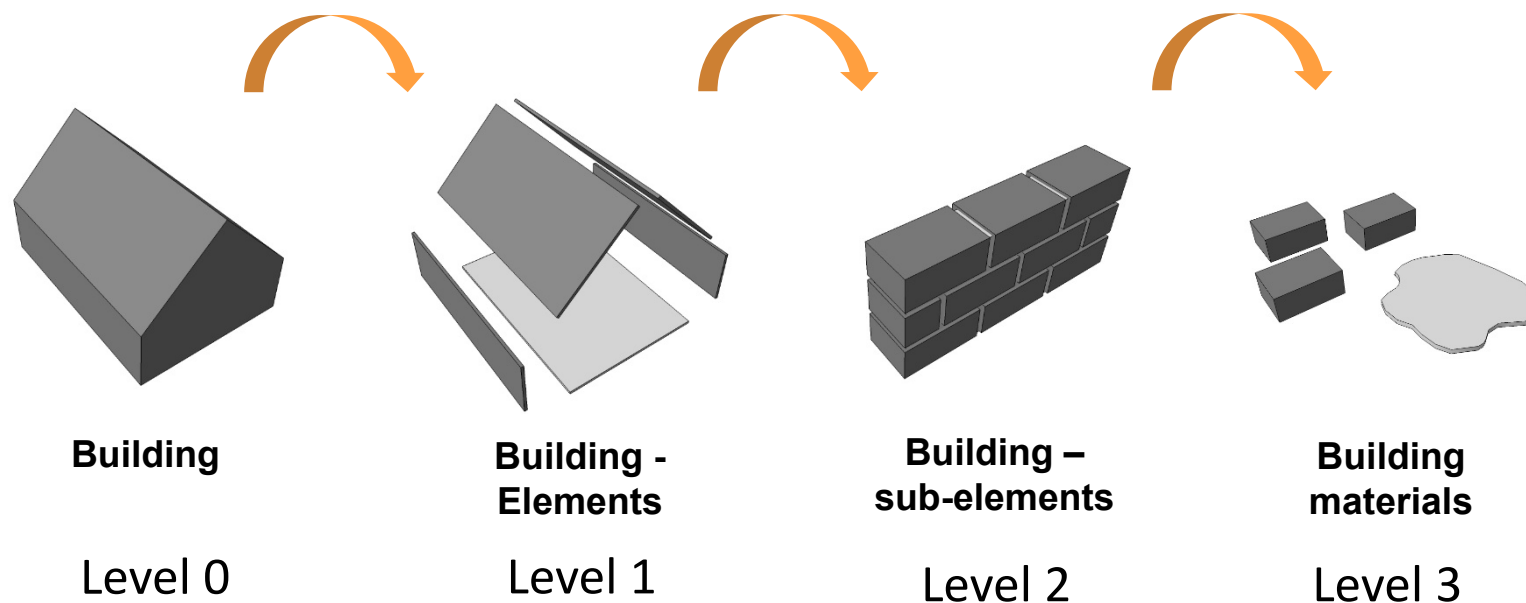 Building
Level 0
Building -
Elements
Level 1
Building –
sub-elements
Level 2
Building
materials
Level 3